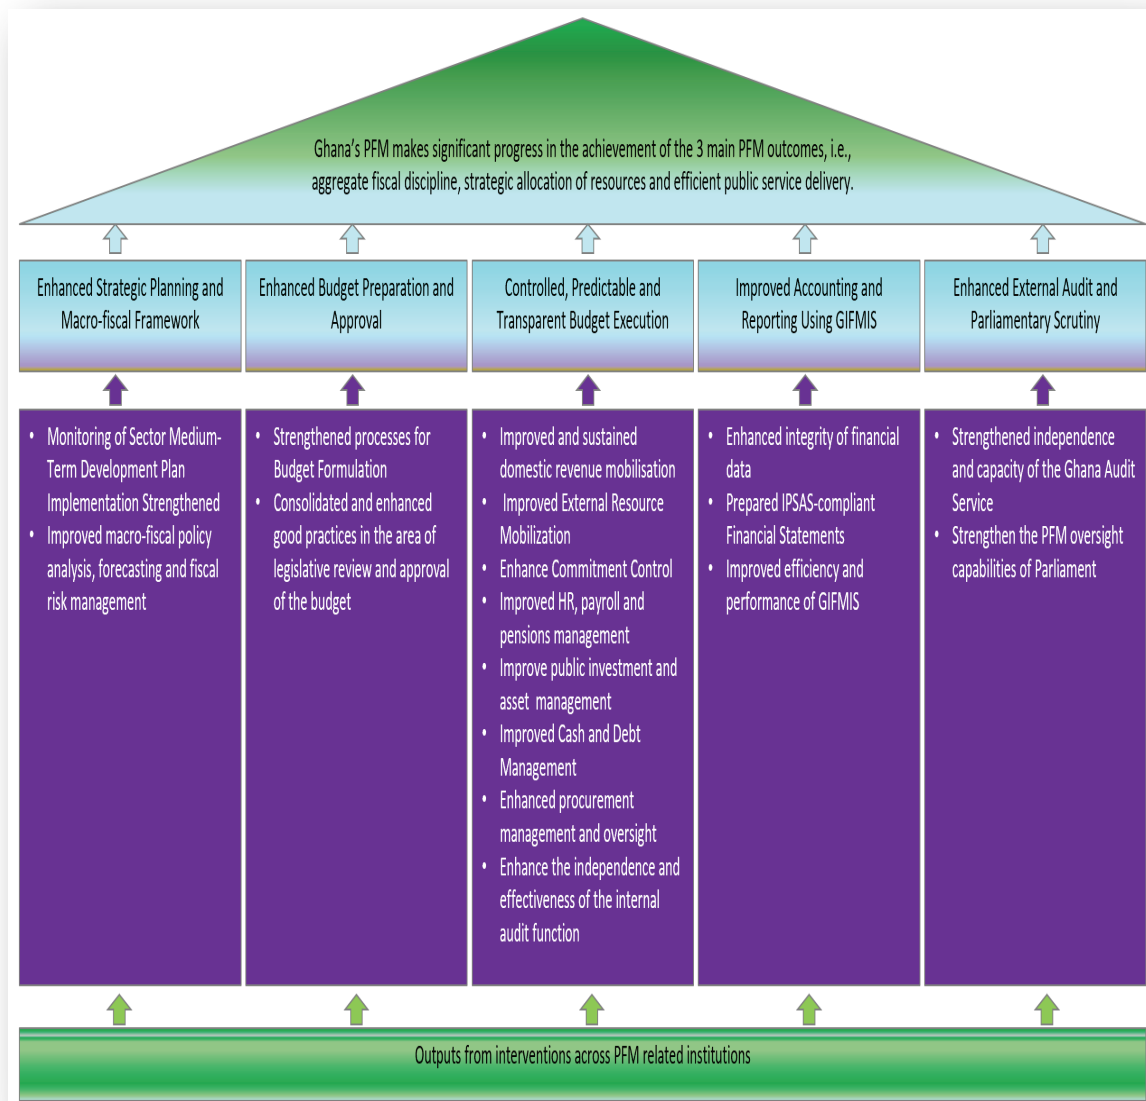 Ghana's PFM makes significant progress in the achievement of the 3 main PFM outcomes, i.e.,
aggregate fiscal discipline, strategic allocation of resources and efficient public service delivery.
Enhanced Strategic Planning and
Macro-fiscal Framework
Enhanced Budget Preparation and
Approval
Controlled, Predictable and
Transparent Budget Execution
Improved Accounting and
Reporting Using GIFMIS
Enhanced External Audit and
Parliamentary Scrutiny
• Monitoring of Sector Medium-
Term Development Plan
Implementation Strengthened
• Improved macro-fiscal policy
analysis, forecasting and fiscal
risk management
• Strengthened processes for
Budget Formulation
• Consolidated and enhanced
good practices in the area of
legislative review and approval
of the budget
• Improved and sustained
domestic revenue mobilisation
• Improved External Resource
Mobilization
• Enhance Commitment Control
• Improved HR, payroll and
pensions management
• Improve public investment and
asset management
• Improved Cash and Debt
Management
• Enhanced procurement
management and oversight
• Enhance the independence and
effectiveness of the internal
audit function
• Enhanced integrity of financial
data
• Prepared IPSAS-compliant
Financial Statements
• Improved efficiency and
performance of GIFMIS
• Strengthened independence
and capacity of the Ghana Audit
Service
• Strengthen the PFM oversight
capabilities of Parliament
Outputs from interventions across PFM related institutions